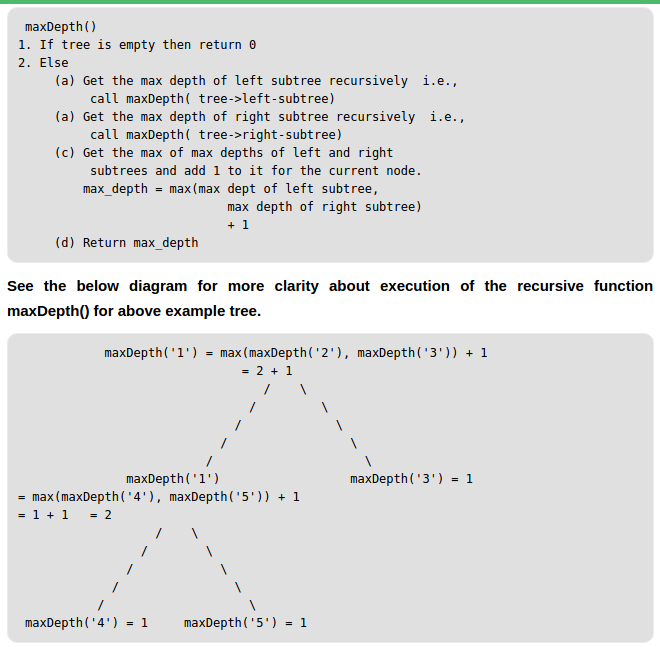 maxDepth()
1. If tree is empty then return 0
2. Else
(a) Get the max depth of left subtree recursively  i.e.,
call maxDepth( tree->left-subtree)
(a) Get the max depth of right subtree recursively  i.e.,
call maxDepth( tree->right-subtree)
(c) Get the max of max depths of left and right
subtrees and add 1 to it for the current node.
max_depth = max(max dept of left subtree,
max depth of right subtree)
+ 1
(d) Return max_depth
See the below diagram for more clarity about execution of the recursive function
maxDepth() for above example tree.
maxDepth('1') = max(maxDepth('2'), maxDepth('3')) + 1
= 2 + 1
/    \
/         \
/             \
/                 \
/                     \
maxDepth('1')                  maxDepth('3') = 1
= max(maxDepth('4'), maxDepth('5')) + 1
= 1 + 1   = 2
/    \
/        \
/            \
/                \
/                    \
maxDepth('4') = 1     maxDepth('5') = 1